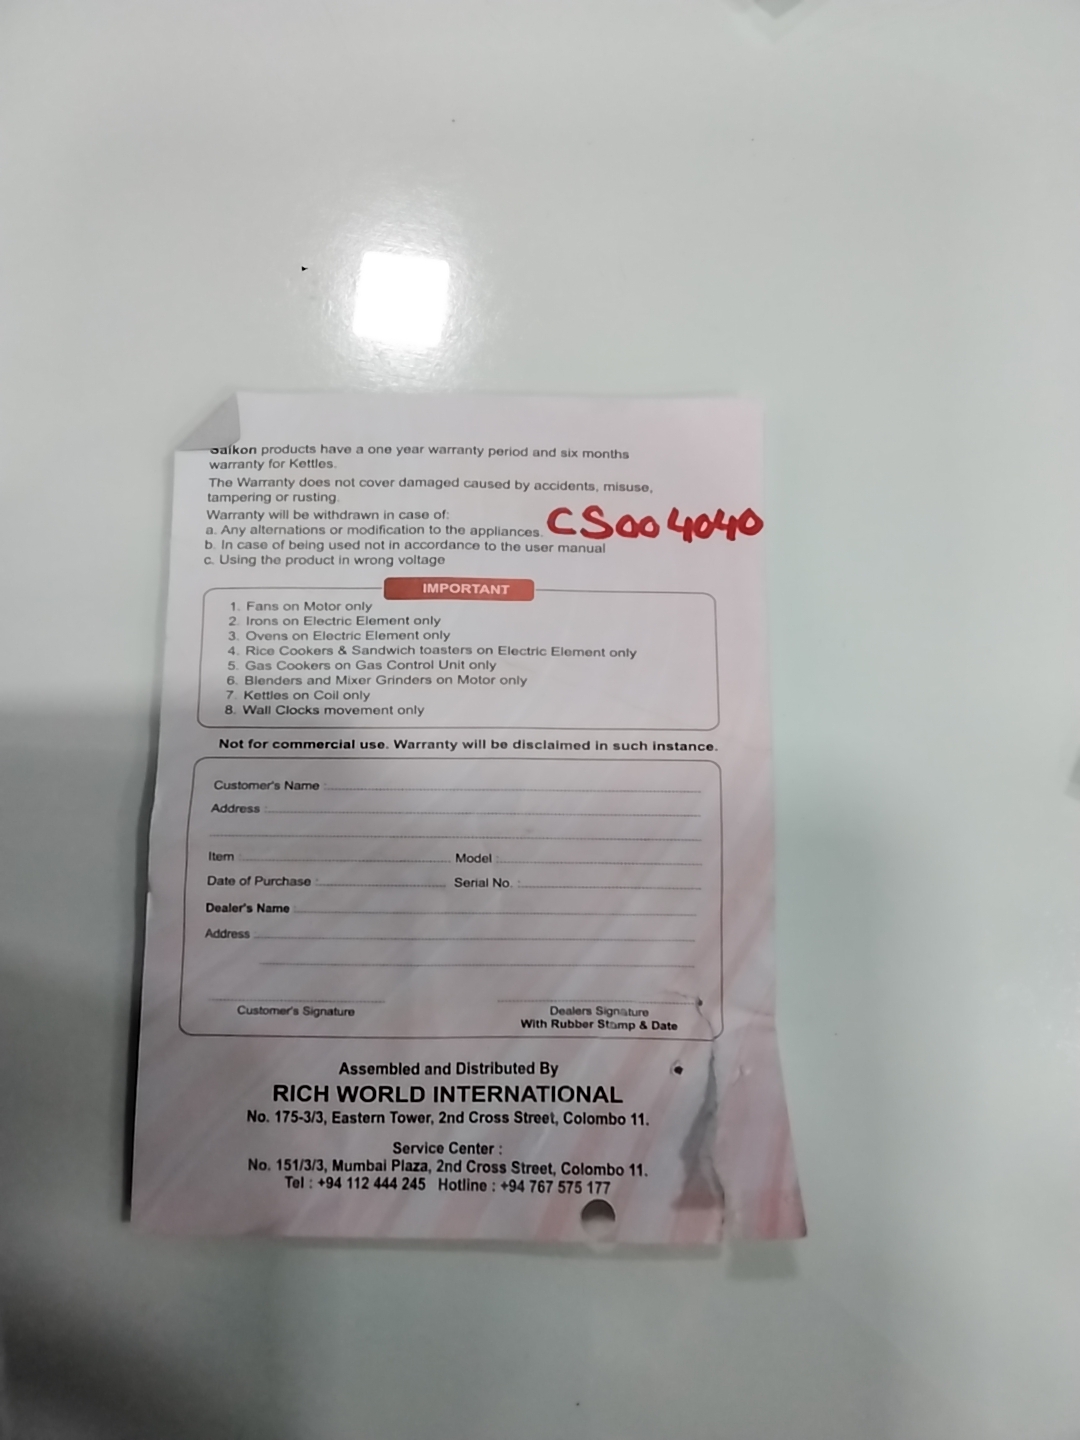 Saikon products have a one year warranty period and six months
warranty for Kettles.
The Warranty does not cover damaged caused by accidents, misuse,
tampering or rusting.
Warranty will be withdrawn in case of:
a. Any alternations or modification to the appliances.
CS004040
b. In case of being used not in accordance to the user manual
c. Using the product in wrong voltage
IMPORTANT
1. Fans on Motor only
2. Irons on Electric Element only
3. Ovens on Electric Element only
4. Rice Cookers & Sandwich toasters on Electric Element only
5. Gas Cookers on Gas Control Unit only
6. Blenders and Mixer Grinders on Motor only
7. Kettles on Coil only
8. Wall Clocks movement only
Not for commercial use. Warranty will be disclaimed in such instance.
Customer's Name :
Address :
Item : Model :
Date of Purchase : Serial No. :
Dealer's Name :
Address :
Customer's Signature Dealers Signature
With Rubber Stamp & Date
Assembled and Distributed By
RICH WORLD INTERNATIONAL
No. 175-3/3, Eastern Tower, 2nd Cross Street, Colombo 11.
Service Center :
No. 151/3/3, Mumbai Plaza, 2nd Cross Street, Colombo 11.
Tel : +94 112 444 245 Hotline : +94 767 575 177